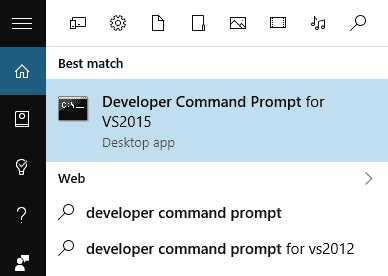 Best match
Developer Command Prompt for
VS2015
Desktop app
Web
developer command prompt
developer command prompt for vs2012